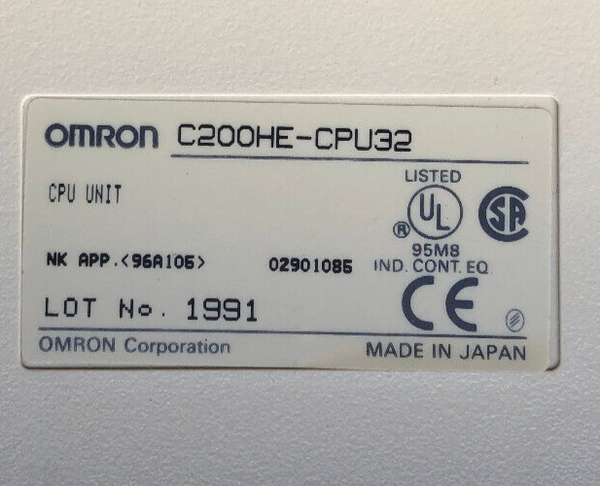 OMRON C200HE-CPU32
CPU UNIT
LISTED
UL
®
SA
95M8
NK APP.<96A105> 02901085 IND. CONT. EQ.
LOT No. 1991
CE
OMRON Corporation MADE IN JAPAN